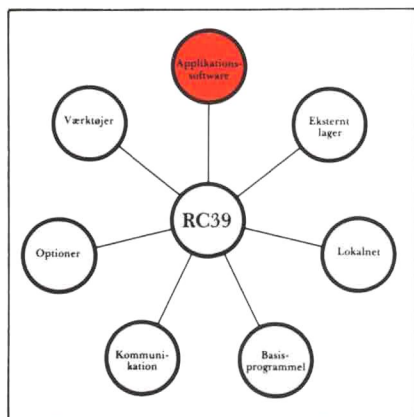 Applikations-
software
Værktøjer
Eksternt
lager
RC39
Optioner
Lokalnet
Kommuni-
kation
Basis-
programmel